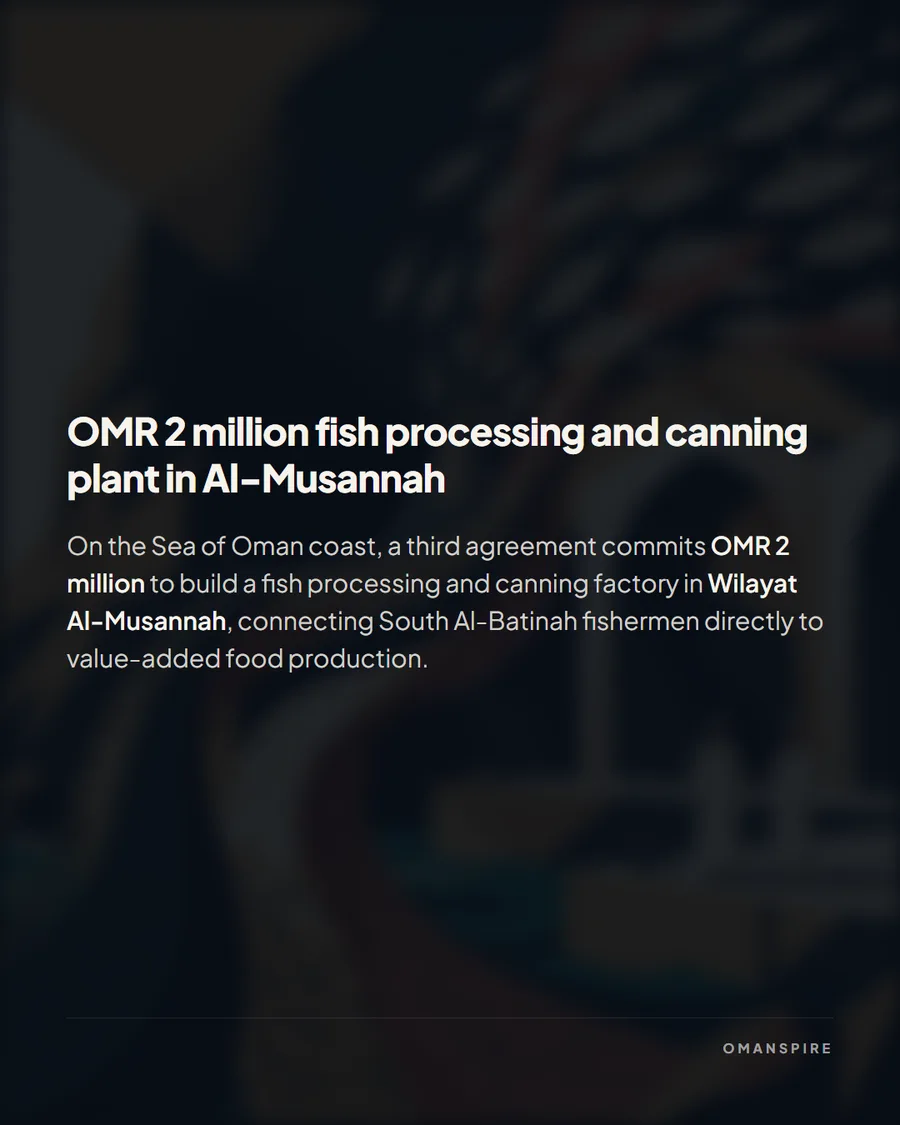 OMR 2 million fish processing and canning
plant in Al-Musannah
On the Sea of Oman coast, a third agreement commits OMR 2
million to build a fish processing and canning factory in Wilayat
Al-Musannah, connecting South Al-Batinah fishermen directly to
value-added food production.
OMANSPIRE